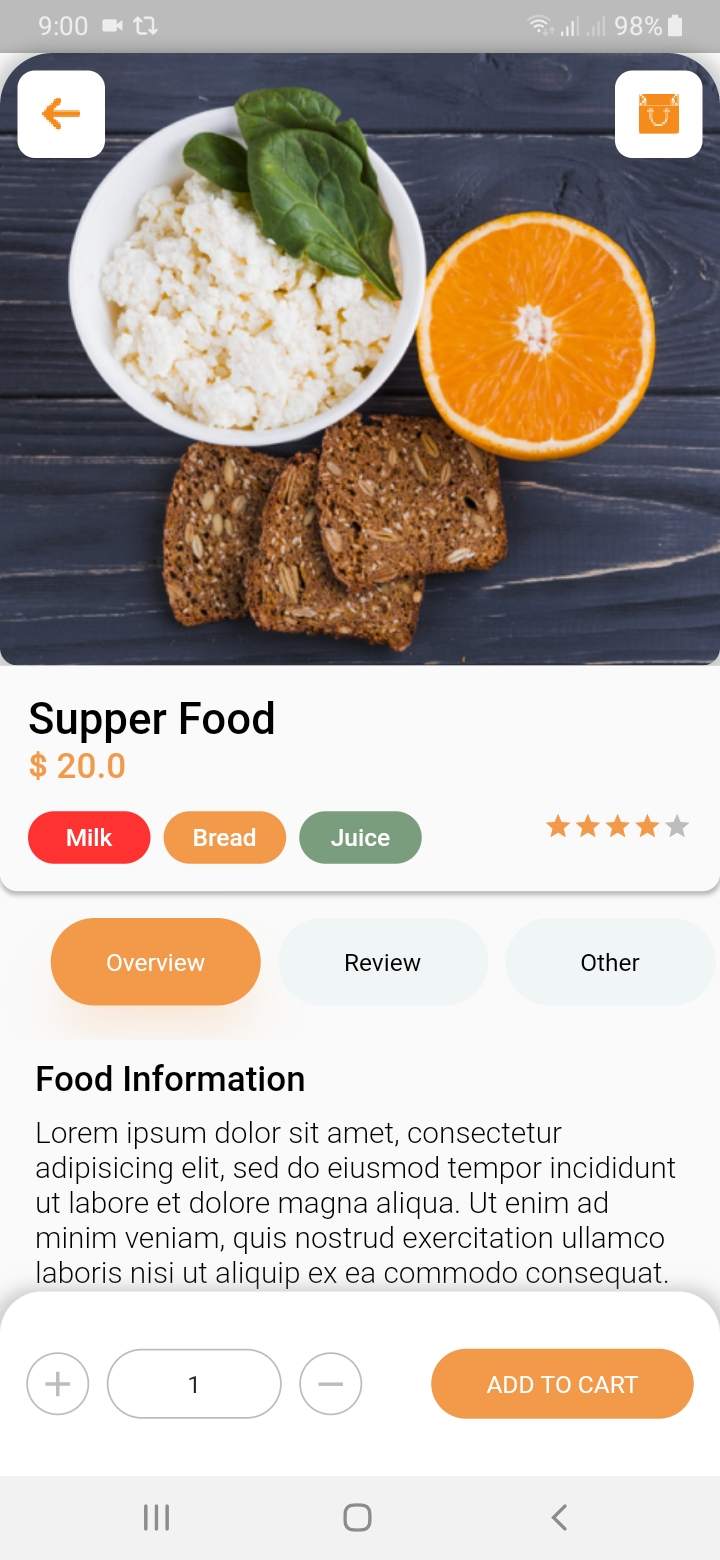 9:00 98%
Supper Food
$ 20.0
Milk Bread Juice
Overview Review Other
Food Information
Lorem ipsum dolor sit amet, consectetur
adipisicing elit, sed do eiusmod tempor incididunt
ut labore et dolore magna aliqua. Ut enim ad
minim veniam, quis nostrud exercitation ullamco
laboris nisi ut aliquip ex ea commodo consequat.
1 ADD TO CART